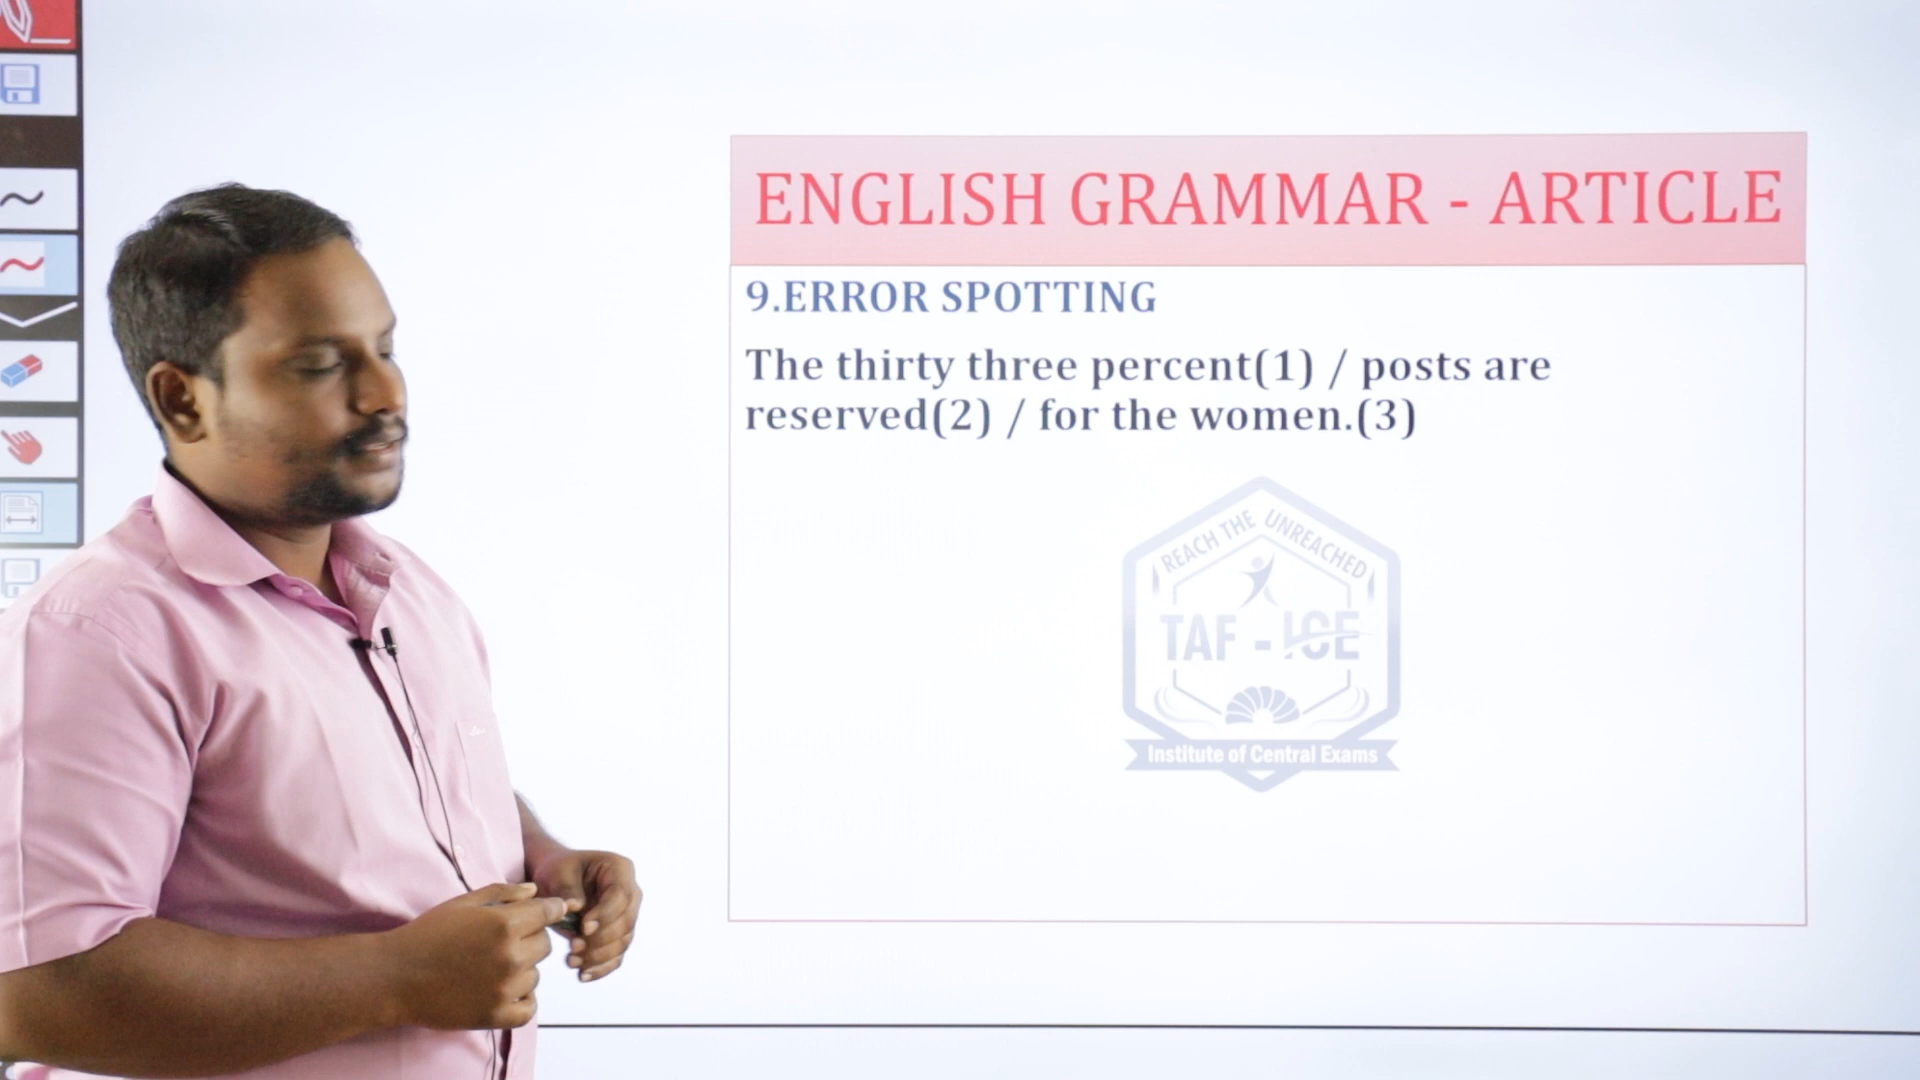 ENGLISH GRAMMAR - ARTICLE
9.ERROR SPOTTING
The thirty three percent(1) / posts are
reserved(2) / for the women.(3)
REACH THE UNREACHED
TAF - ICE
Institute of Central Exams